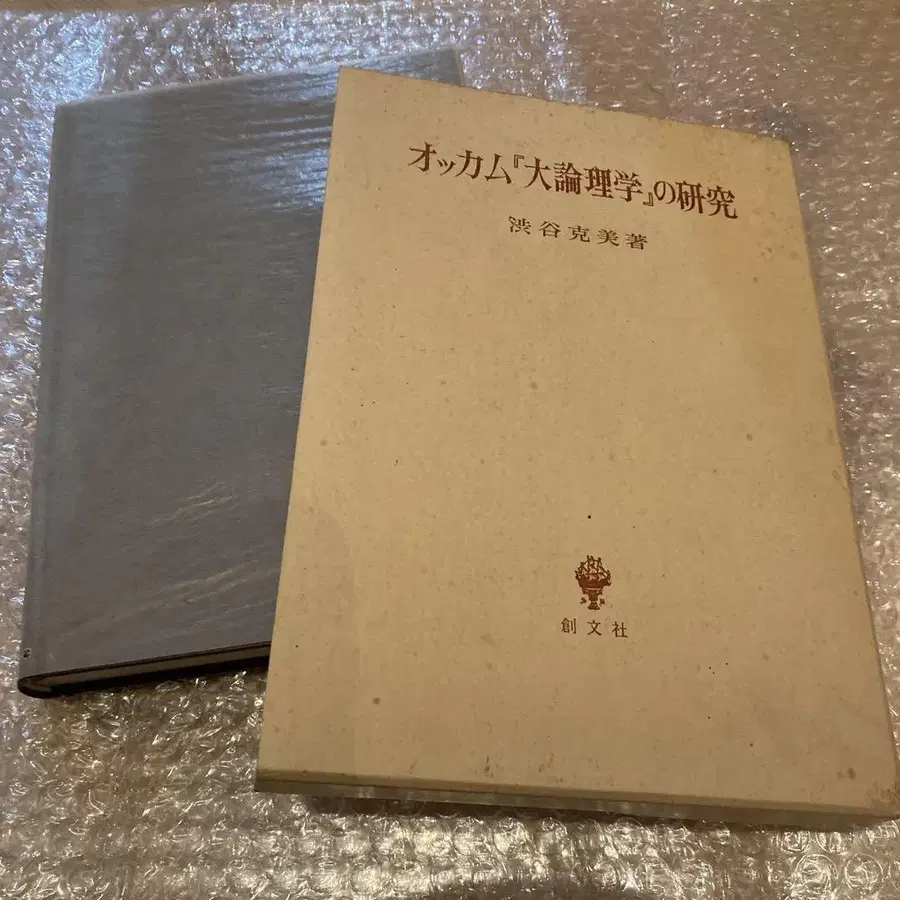 オッカム『大論理学』の研究
渋谷克美著
創文社